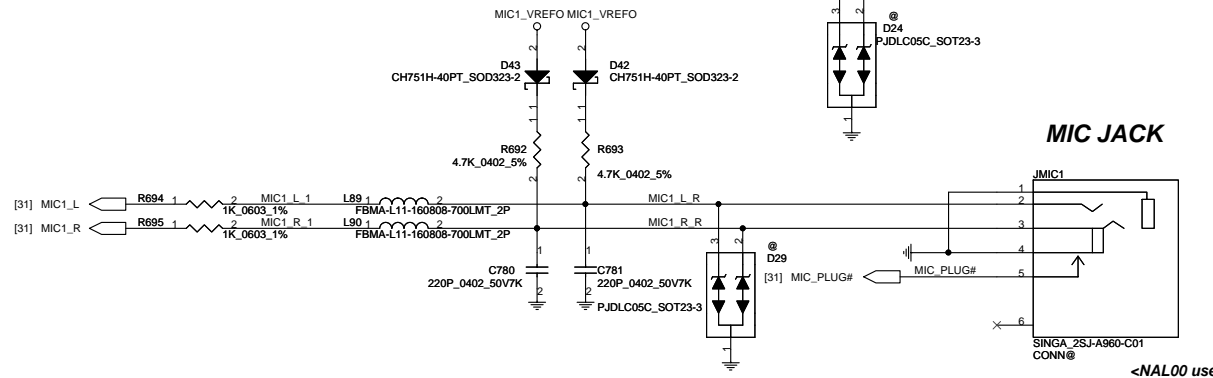 MIC1_VREFO MIC1_VREFO
3 2
@
D24
PJDLC05C_SOT23-3
1
2 2
D43
CH751H-40PT_SOD323-2
D42
CH751H-40PT_SOD323-2
1 1
1 1
R692
4.7K_0402_5%
R693
4.7K_0402_5%
2 2
MIC JACK
JMIC1
[31] MIC1_L
R694
1 2
1K_0603_1%
MIC1_L_1
L89
1 2
FBMA-L11-160808-700LMT_2P
MIC1_L_R
[31] MIC1_R
R695
1 2
1K_0603_1%
MIC1_R_1
L90
1 2
FBMA-L11-160808-700LMT_2P
MIC1_R_R
1
2
3
4
5
6
1 1
C780
220P_0402_50V7K
C781
220P_0402_50V7K
2 2
3 2
@
D29
PJDLC05C_SOT23-3
1
[31] MIC_PLUG#
MIC_PLUG#
SINGA_2SJ-A960-C01
CONN@
<NAL00 use